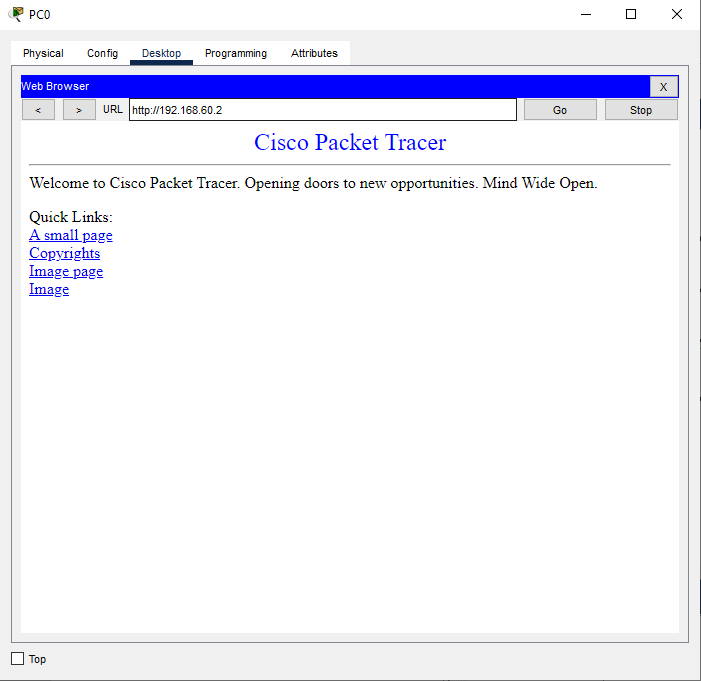 PC0
Physical Config Desktop Programming Attributes
Web Browser X
< > URL http://192.168.60.2 Go Stop
Cisco Packet Tracer
Welcome to Cisco Packet Tracer. Opening doors to new opportunities. Mind Wide Open.
Quick Links:
A small page
Copyrights
Image page
Image
Top